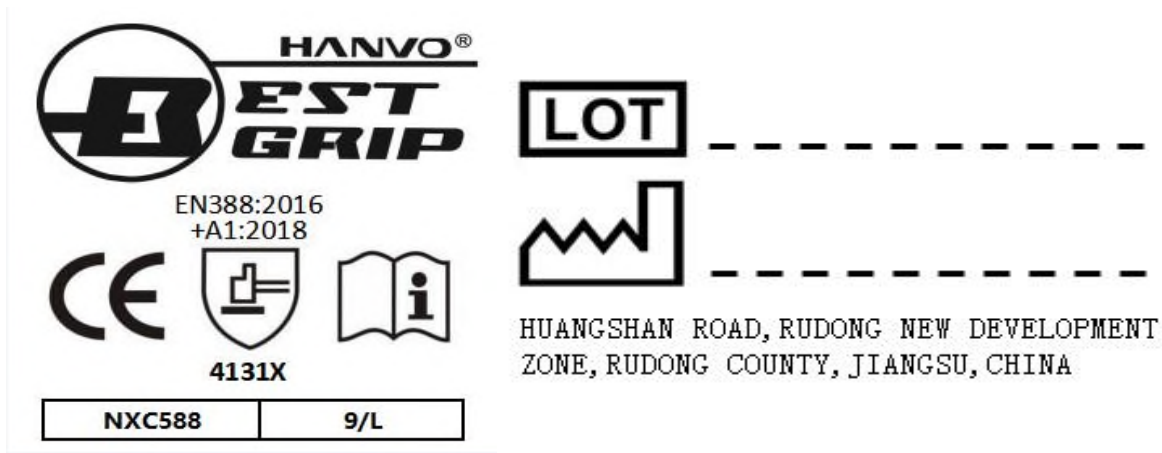 HANVO®
BEST
GRIP
EN388:2016
+A1:2018
CE
i
4131X
NXC588 9/L
LOT
HUANGSHAN ROAD,RUDONG NEW DEVELOPMENT
ZONE,RUDONG COUNTY,JIANGSU,CHINA